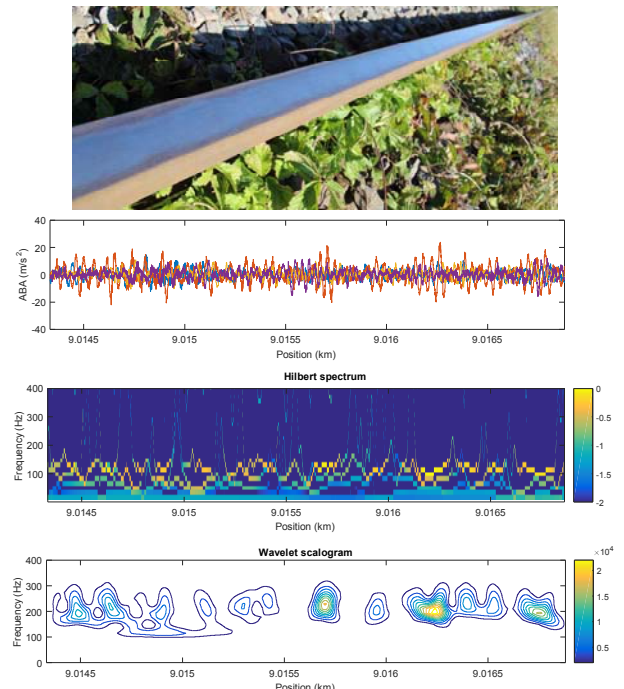 40
20
0
-20
-40
ABA (m/s²)
9.0145 9.015 9.0155 9.016 9.0165
Position (km)
Hilbert spectrum
400
300
200
100
Frequency (Hz)
0
-0.5
-1
-1.5
-2
9.0145 9.015 9.0155 9.016 9.0165
Position (km)
Wavelet scalogram
400
300
200
100
0
Frequency (Hz)
×10⁴
2
1.5
1
0.5
9.0145 9.015 9.0155 9.016 9.0165
Position (km)